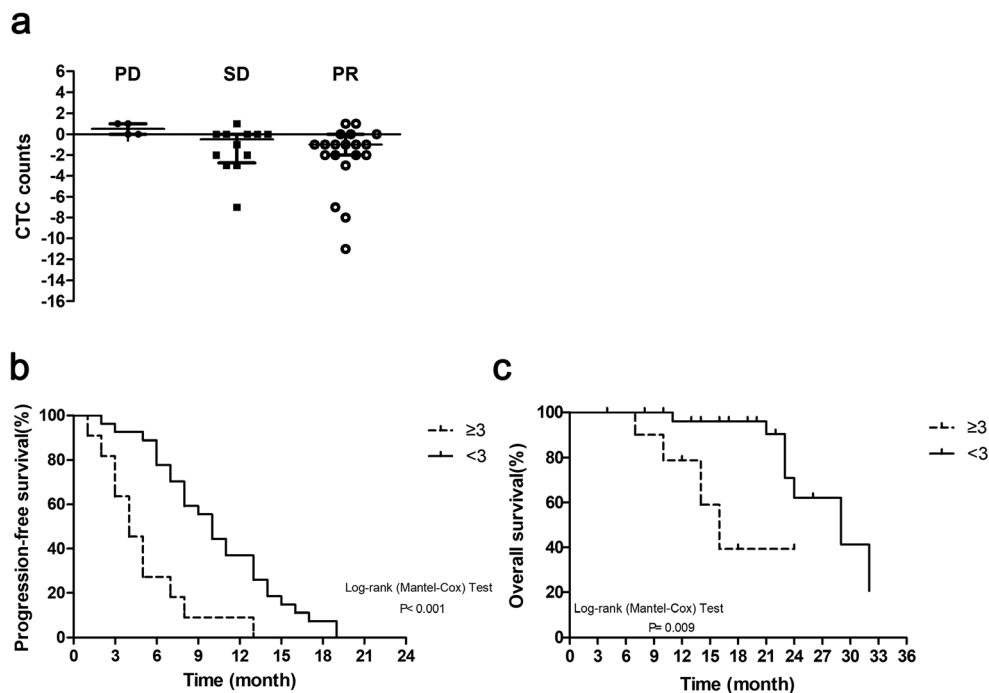 a
PD SD PR
CTC counts
6
4
2
0
-2
-4
-6
-8
-10
-12
-14
-16
b
Progression-free survival(%)
100
80
60
40
20
0
0 3 6 9 12 15 18 21 24
Time (month)
≥3
<3
Log-rank (Mantel-Cox) Test
P< 0.001
c
Overall survival(%)
100
80
60
40
20
0
0 3 6 9 12 15 18 21 24 27 30 33 36
Time (month)
≥3
<3
Log-rank (Mantel-Cox) Test
P= 0.009